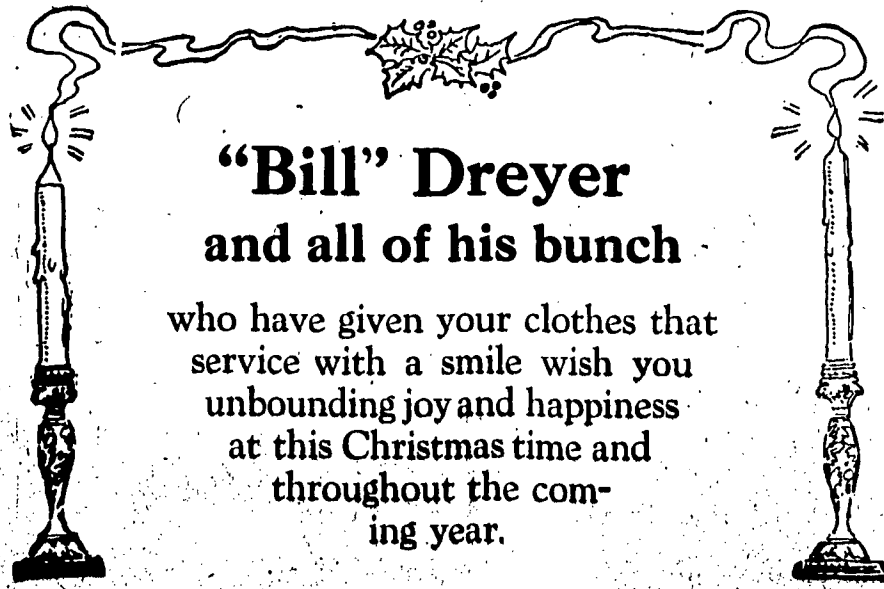 “Bill” Dreyer
and all of his bunch
who have given your clothes that
service with a smile wish you
unbounding joy and happiness
at this Christmas time and
throughout the com-
ing year.